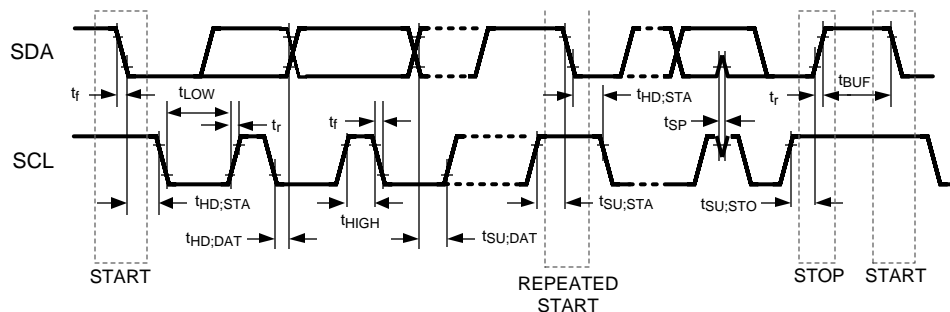 SDA
t_f
t_LOW
t_r
t_f
t_HD;STA
t_SP
t_r
t_BUF
SCL
t_HD;STA
t_HD;DAT
t_HIGH
t_SU;DAT
t_SU;STA
t_SU;STO
START
REPEATED
START
STOP
START